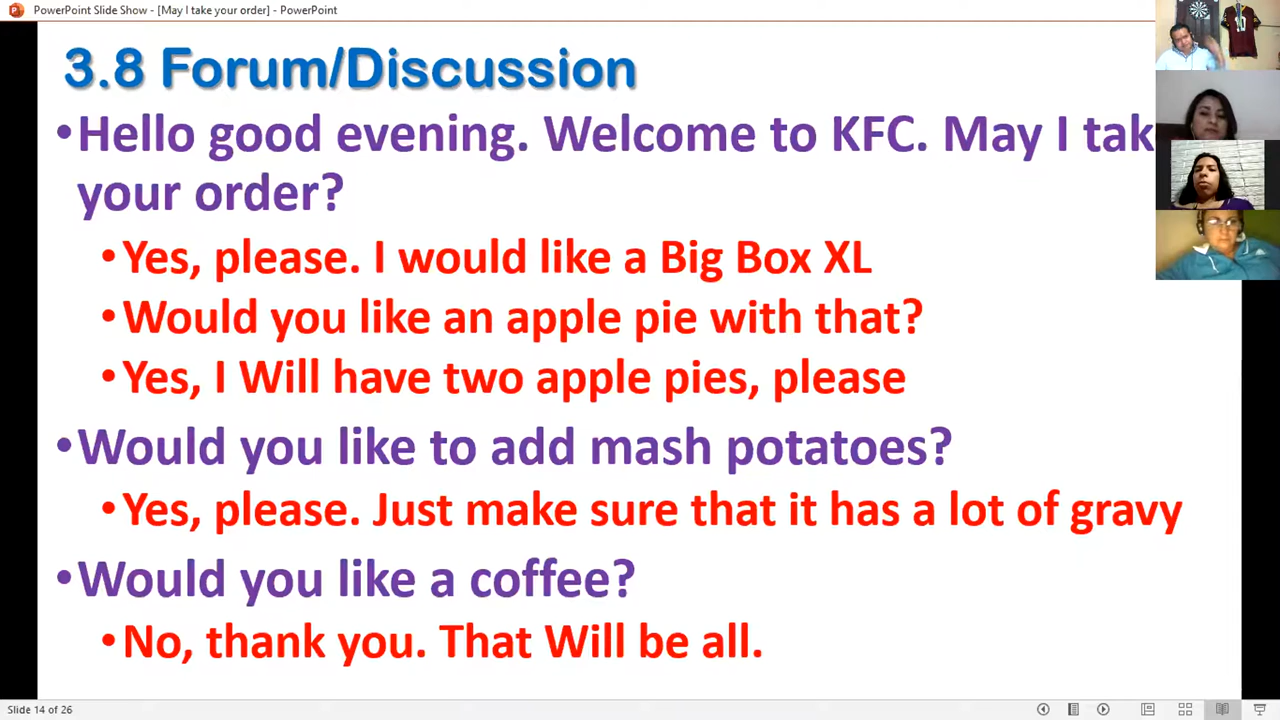 PowerPoint Slide Show - [May I take your order] - PowerPoint
3.8 Forum/Discussion
•Hello good evening. Welcome to KFC. May I tak
your order?
•Yes, please. I would like a Big Box XL
•Would you like an apple pie with that?
•Yes, I Will have two apple pies, please
•Would you like to add mash potatoes?
•Yes, please. Just make sure that it has a lot of gravy
•Would you like a coffee?
•No, thank you. That Will be all.
Slide 14 of 26